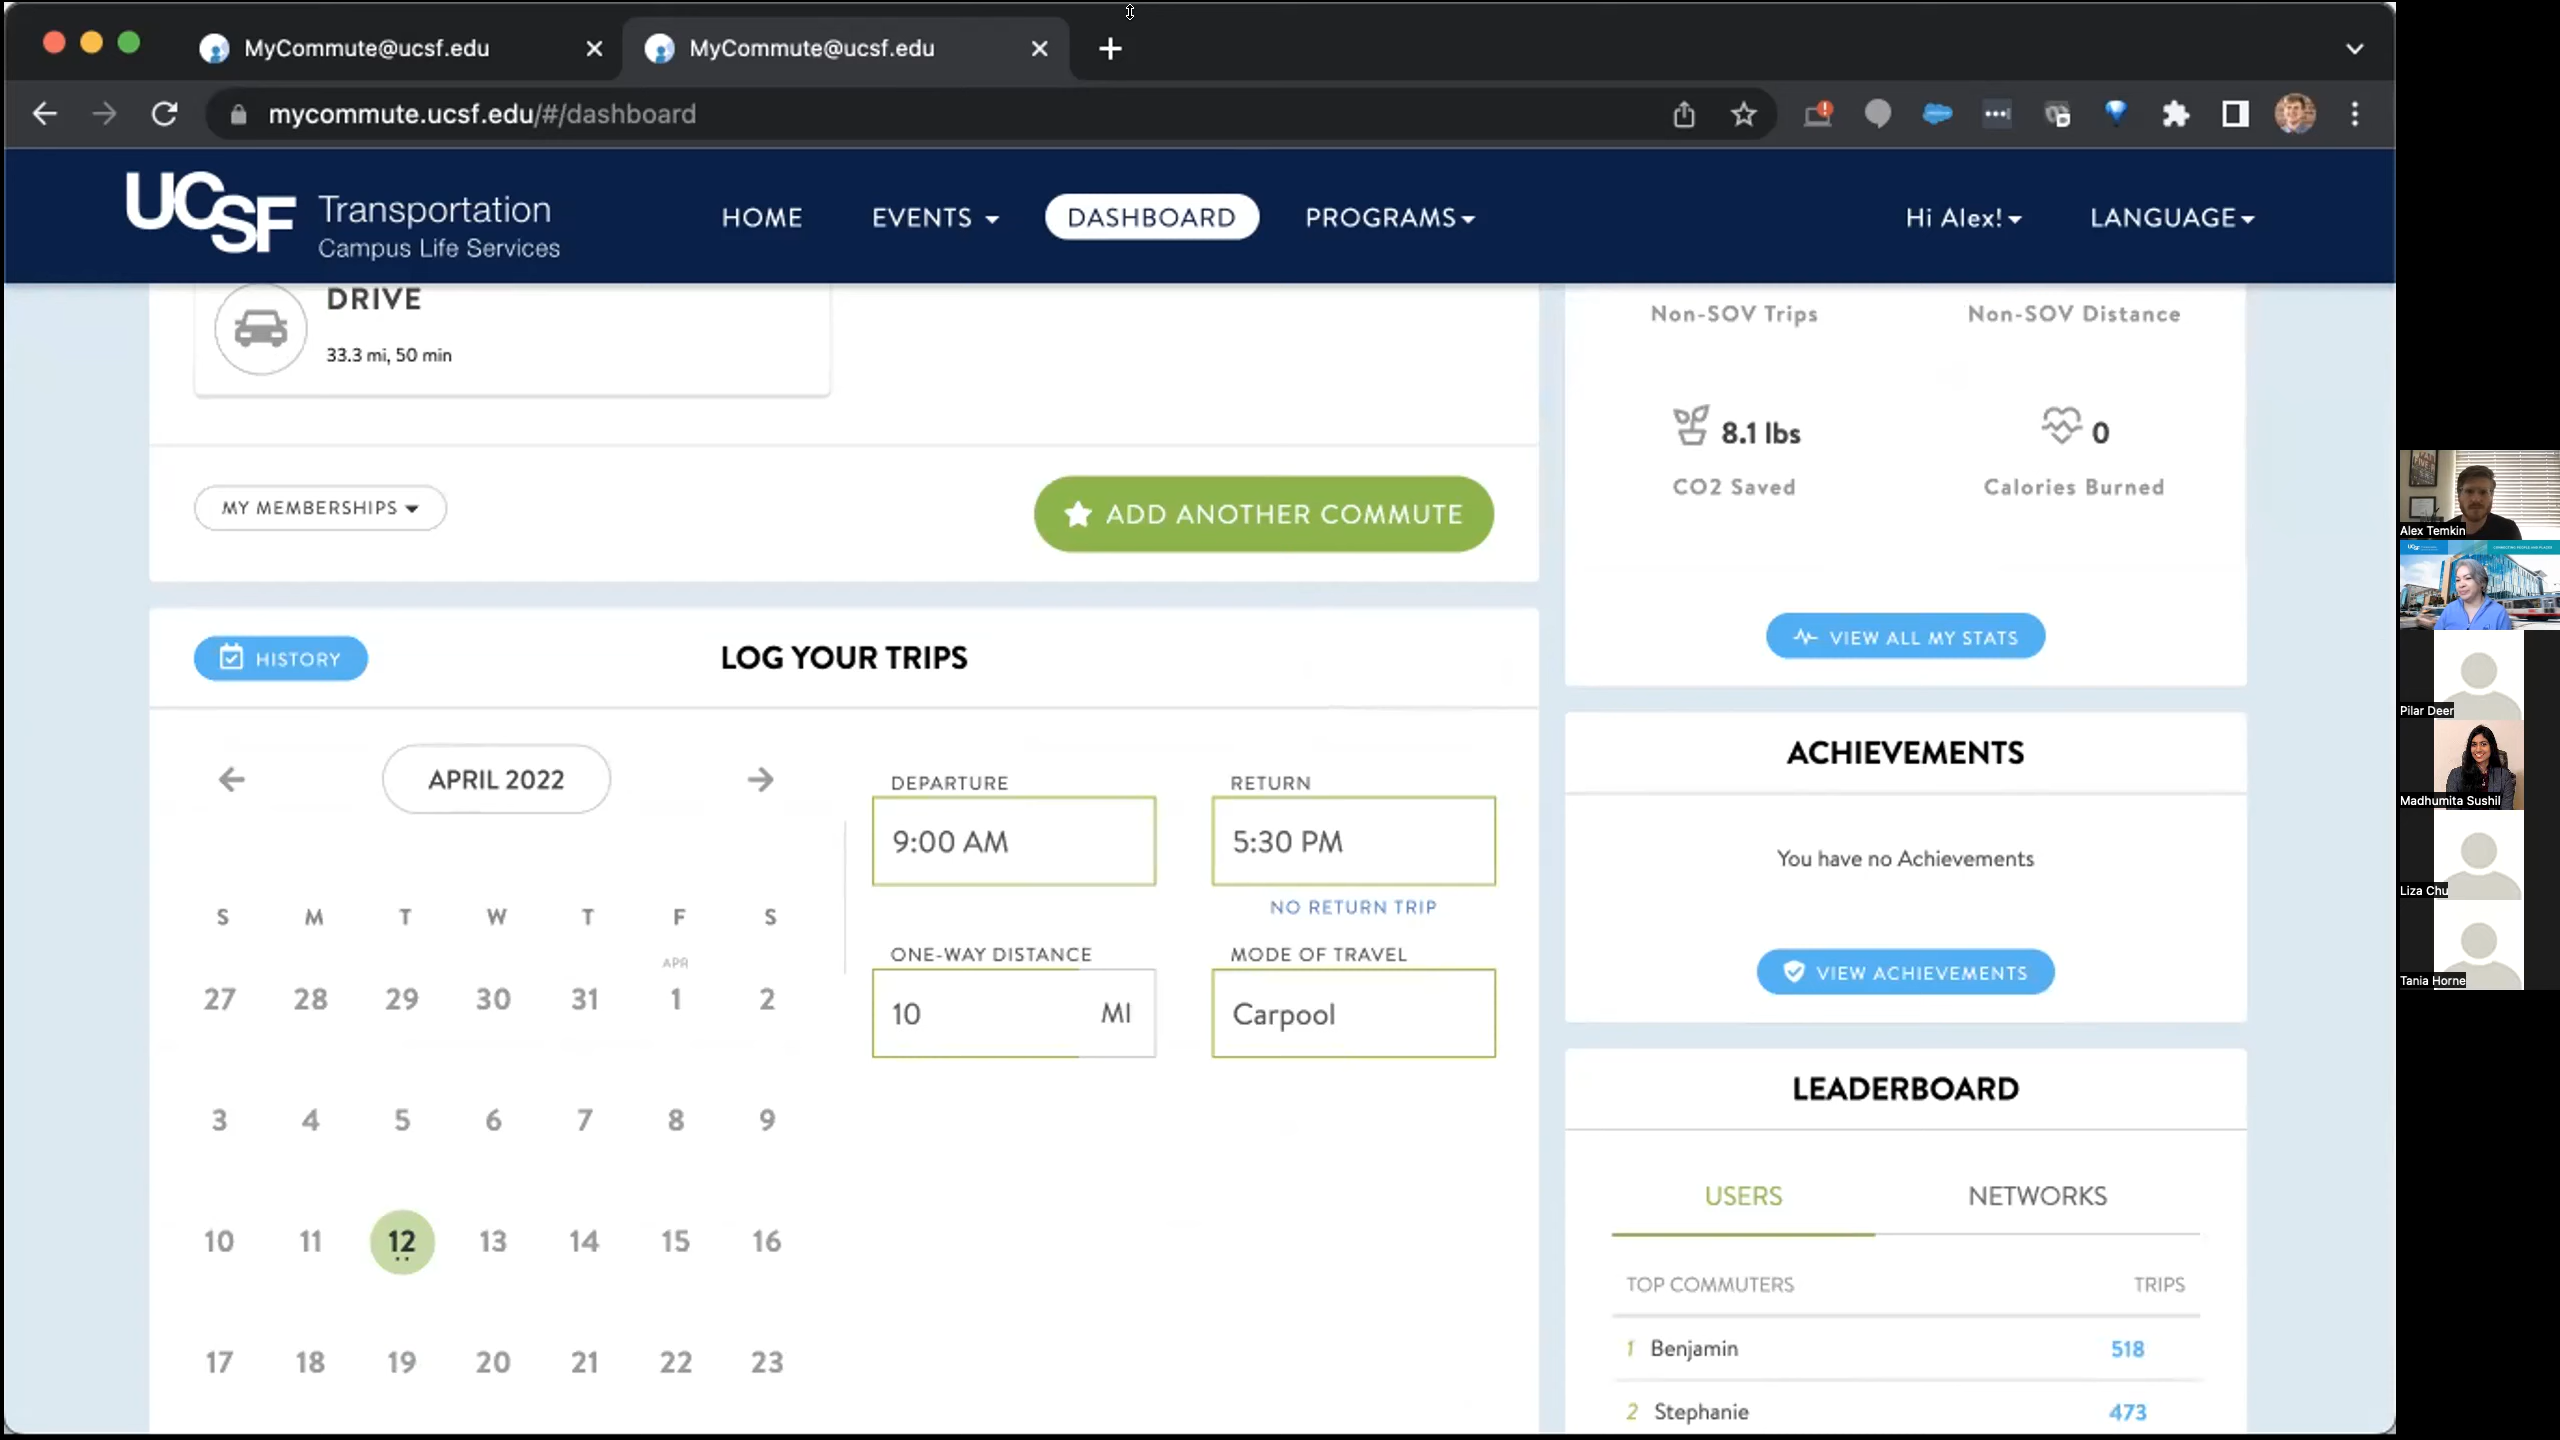 MyCommute@ucsf.edu
MyCommute@ucsf.edu
mycommute.ucsf.edu/#/dashboard
UCSF Transportation
Campus Life Services
HOME
EVENTS
DASHBOARD
PROGRAMS
Hi Alex!
LANGUAGE
DRIVE
33.3 mi, 50 min
MY MEMBERSHIPS
ADD ANOTHER COMMUTE
HISTORY
LOG YOUR TRIPS
APRIL 2022
S M T W T F S
APR
27 28 29 30 31 1 2
3 4 5 6 7 8 9
10 11 12 13 14 15 16
17 18 19 20 21 22 23
DEPARTURE
9:00 AM
RETURN
5:30 PM
NO RETURN TRIP
ONE-WAY DISTANCE
10 MI
MODE OF TRAVEL
Carpool
Non-SOV Trips
Non-SOV Distance
8.1 lbs
CO2 Saved
0
Calories Burned
VIEW ALL MY STATS
ACHIEVEMENTS
You have no Achievements
VIEW ACHIEVEMENTS
LEADERBOARD
USERS
NETWORKS
TOP COMMUTERS TRIPS
1 Benjamin 518
2 Stephanie 473
Alex Temkin
UCSF
Pilar Deer
Madhumita Sushil
Liza Chu
Tania Horne